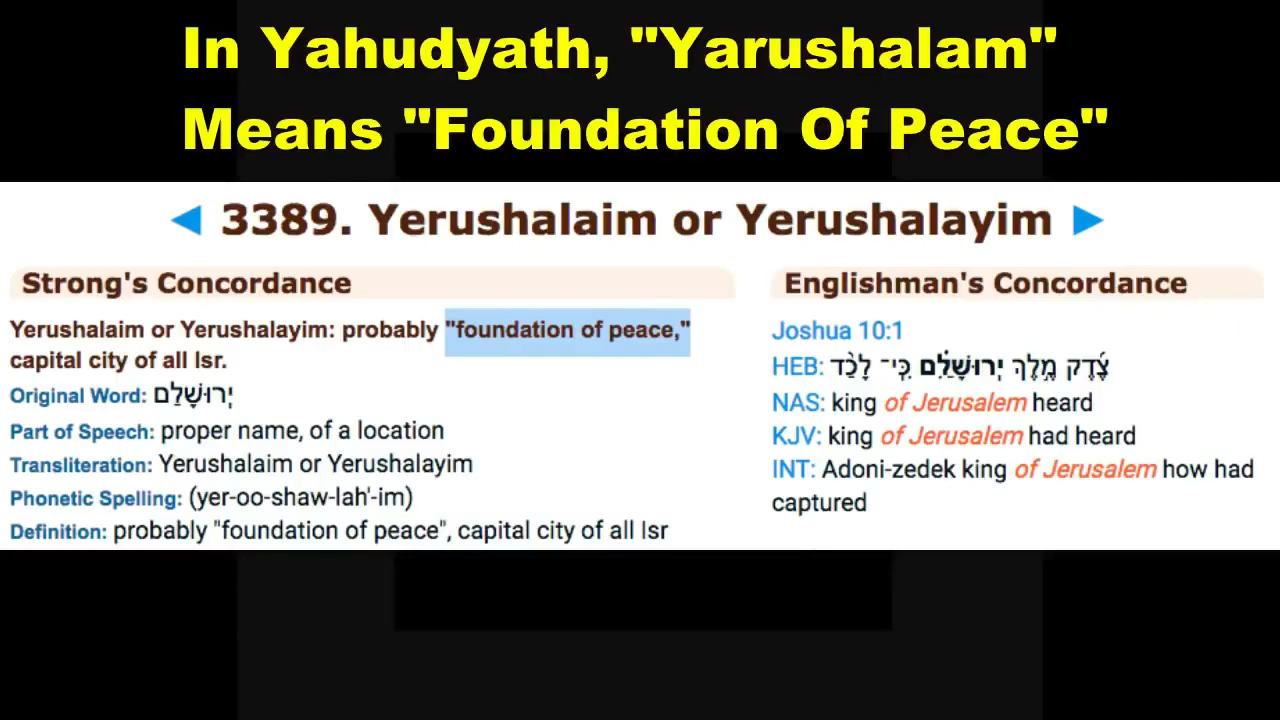 In Yahudyath, "Yarushalam"
Means "Foundation Of Peace"
◄ 3389. Yerushalaim or Yerushalayim ►
Strong's Concordance
Yerushalaim or Yerushalayim: probably "foundation of peace,"
capital city of all Isr.
Original Word: יְרוּשָׁלִַם
Part of Speech: proper name, of a location
Transliteration: Yerushalaim or Yerushalayim
Phonetic Spelling: (yer-oo-shaw-lah'-im)
Definition: probably "foundation of peace", capital city of all Isr
Englishman's Concordance
Joshua 10:1
HEB: צֶ֜דֶק מֶ֣לֶךְ יְרוּשָׁלִַ֗ם כִּֽי־ לָכַ֨ד
NAS: king of Jerusalem heard
KJV: king of Jerusalem had heard
INT: Adoni-zedek king of Jerusalem how had
captured